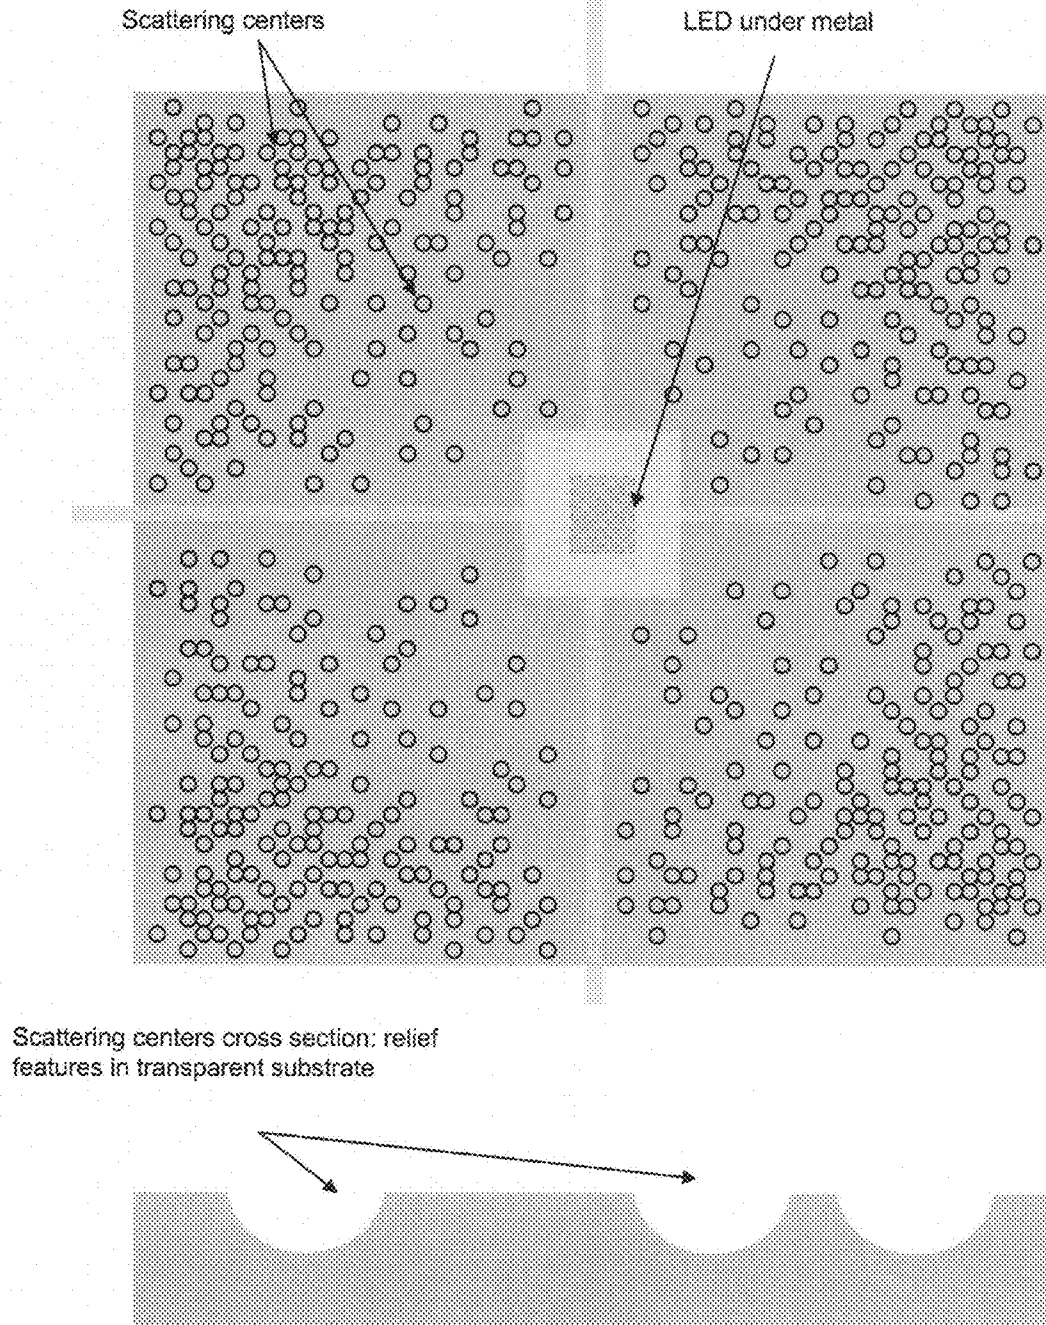 Scattering centers
LED under metal
Scattering centers cross section: relief
features in transparent substrate